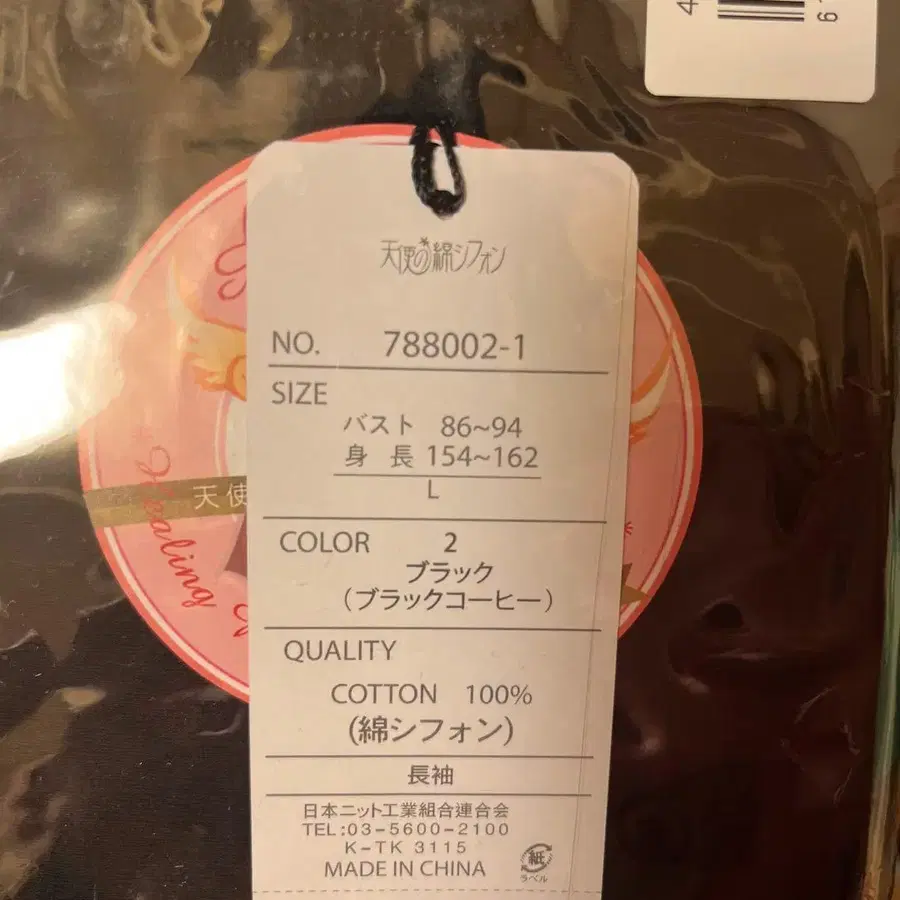 天使の綿シフォン
NO. 788002-1
SIZE
バスト 86~94
身 長 154~162
L
COLOR 2
ブラック
(ブラックコーヒー)
QUALITY
COTTON 100%
(綿シフォン)
長袖
日本ニット工業組合連合会
TEL:03-5600-2100
K-TK 3115
MADE IN CHINA
紙
ラベル
天使
Healing